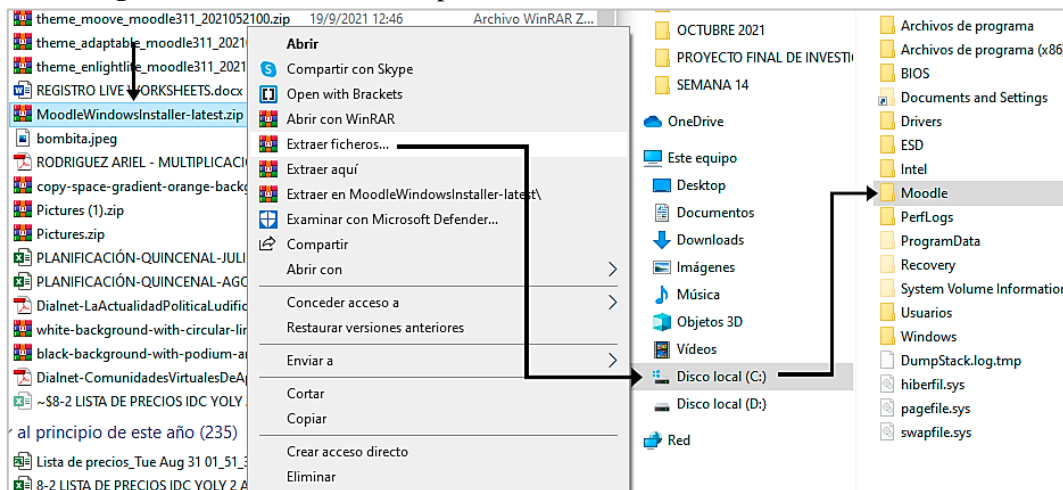 theme_moove_moodle311_2021052100.zip 19/9/2021 12:46 Archivo WinRAR Z...
theme_adaptable_moodle311_2021
theme_enlightlite_moodle311_2021
REGISTRO LIVE WORKSHEETS.docx
MoodleWindowsInstaller-latest.zip
bombita.jpeg
RODRIGUEZ ARIEL - MULTIPLICACI
copy-space-gradient-orange-backg
Pictures (1).zip
Pictures.zip
PLANIFICACIÓN-QUINCENAL-JULI
PLANIFICACIÓN-QUINCENAL-AGO
Dialnet-LaActualidadPoliticaLudific
white-background-with-circular-lin
black-background-with-podium-a
Dialnet-ComunidadesVirtualesDeA
~$8-2 LISTA DE PRECIOS IDC YOLY
al principio de este año (235)
Lista de precios_Tue Aug 31 01_51_3
8-2 LISTA DE PRECIOS IDC YOLY 2 A
Abrir
Compartir con Skype
Open with Brackets
Abrir con WinRAR
Extraer ficheros...
Extraer aquí
Extraer en MoodleWindowsInstaller-latest\
Examinar con Microsoft Defender...
Compartir
Abrir con
Conceder acceso a
Restaurar versiones anteriores
Enviar a
Cortar
Copiar
Crear acceso directo
Eliminar
OCTUBRE 2021
PROYECTO FINAL DE INVESTI
SEMANA 14
OneDrive
Este equipo
Desktop
Documentos
Downloads
Imágenes
Música
Objetos 3D
Vídeos
Disco local (C:)
Disco local (D:)
Red
Archivos de programa
Archivos de programa (x86)
BIOS
Documents and Settings
Drivers
ESD
Intel
Moodle
PerfLogs
ProgramData
Recovery
System Volume Information
Usuarios
Windows
DumpStack.log.tmp
hiberfil.sys
pagefile.sys
swapfile.sys